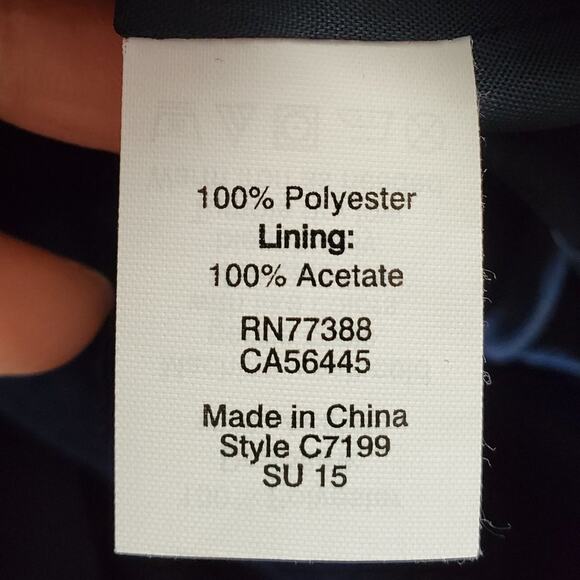 100% Polyester
Lining:
100% Acetate
RN77388
CA56445
Made in China
Style C7199
SU 15